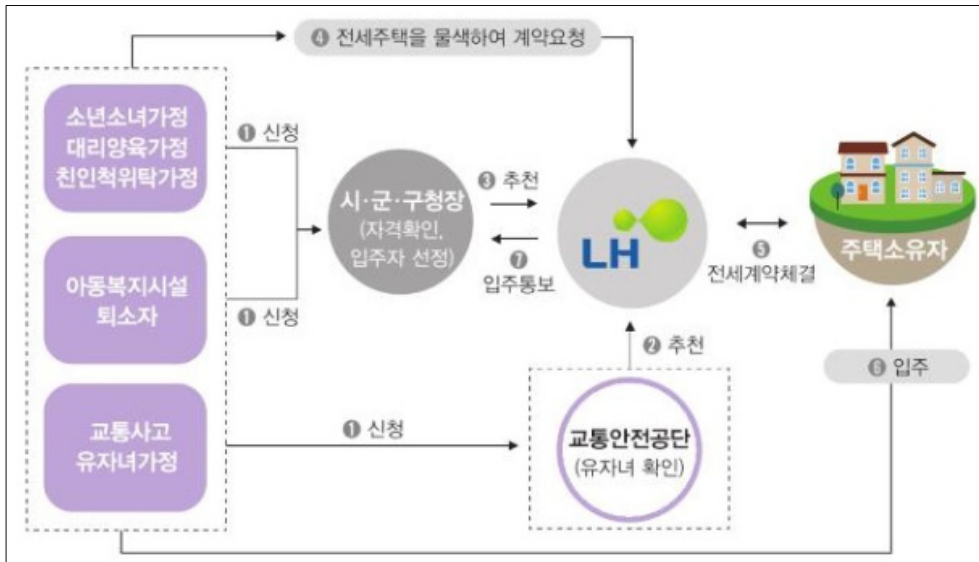 ❹ 전세주택을 물색하여 계약요청
소년소녀가정
대리양육가정
친인척위탁가정
❶ 신청
시·군·구청장
(자격확인,
입주자 선정)
❸ 추천
❼
입주통보
LH
❺
전세계약체결
주택소유자
아동복지시설
퇴소자
❶ 신청
❷ 추천
❻ 입주
교통사고
유자녀가정
❶ 신청
교통안전공단
(유자녀 확인)